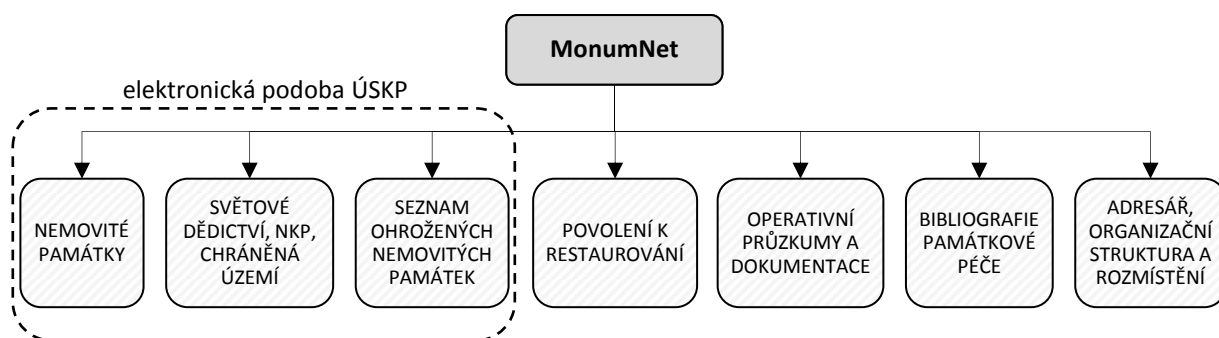 MonumNet
elektronická podoba ÚSKP
NEMOVITÉ
PAMÁTKY
SVĚTOVÉ
DĚDICTVÍ, NKP,
CHRÁNĚNÁ
ÚZEMÍ
SEZNAM
OHROŽENÝCH
NEMOVITÝCH
PAMÁTEK
POVOLENÍ K
RESTAUROVÁNÍ
OPERATIVNÍ
PRŮZKUMY A
DOKUMENTACE
BIBLIOGRAFIE
PAMÁTKOVÉ
PÉČE
ADRESÁŘ,
ORGANIZAČNÍ
STRUKTURA A
ROZMÍSTĚNÍ